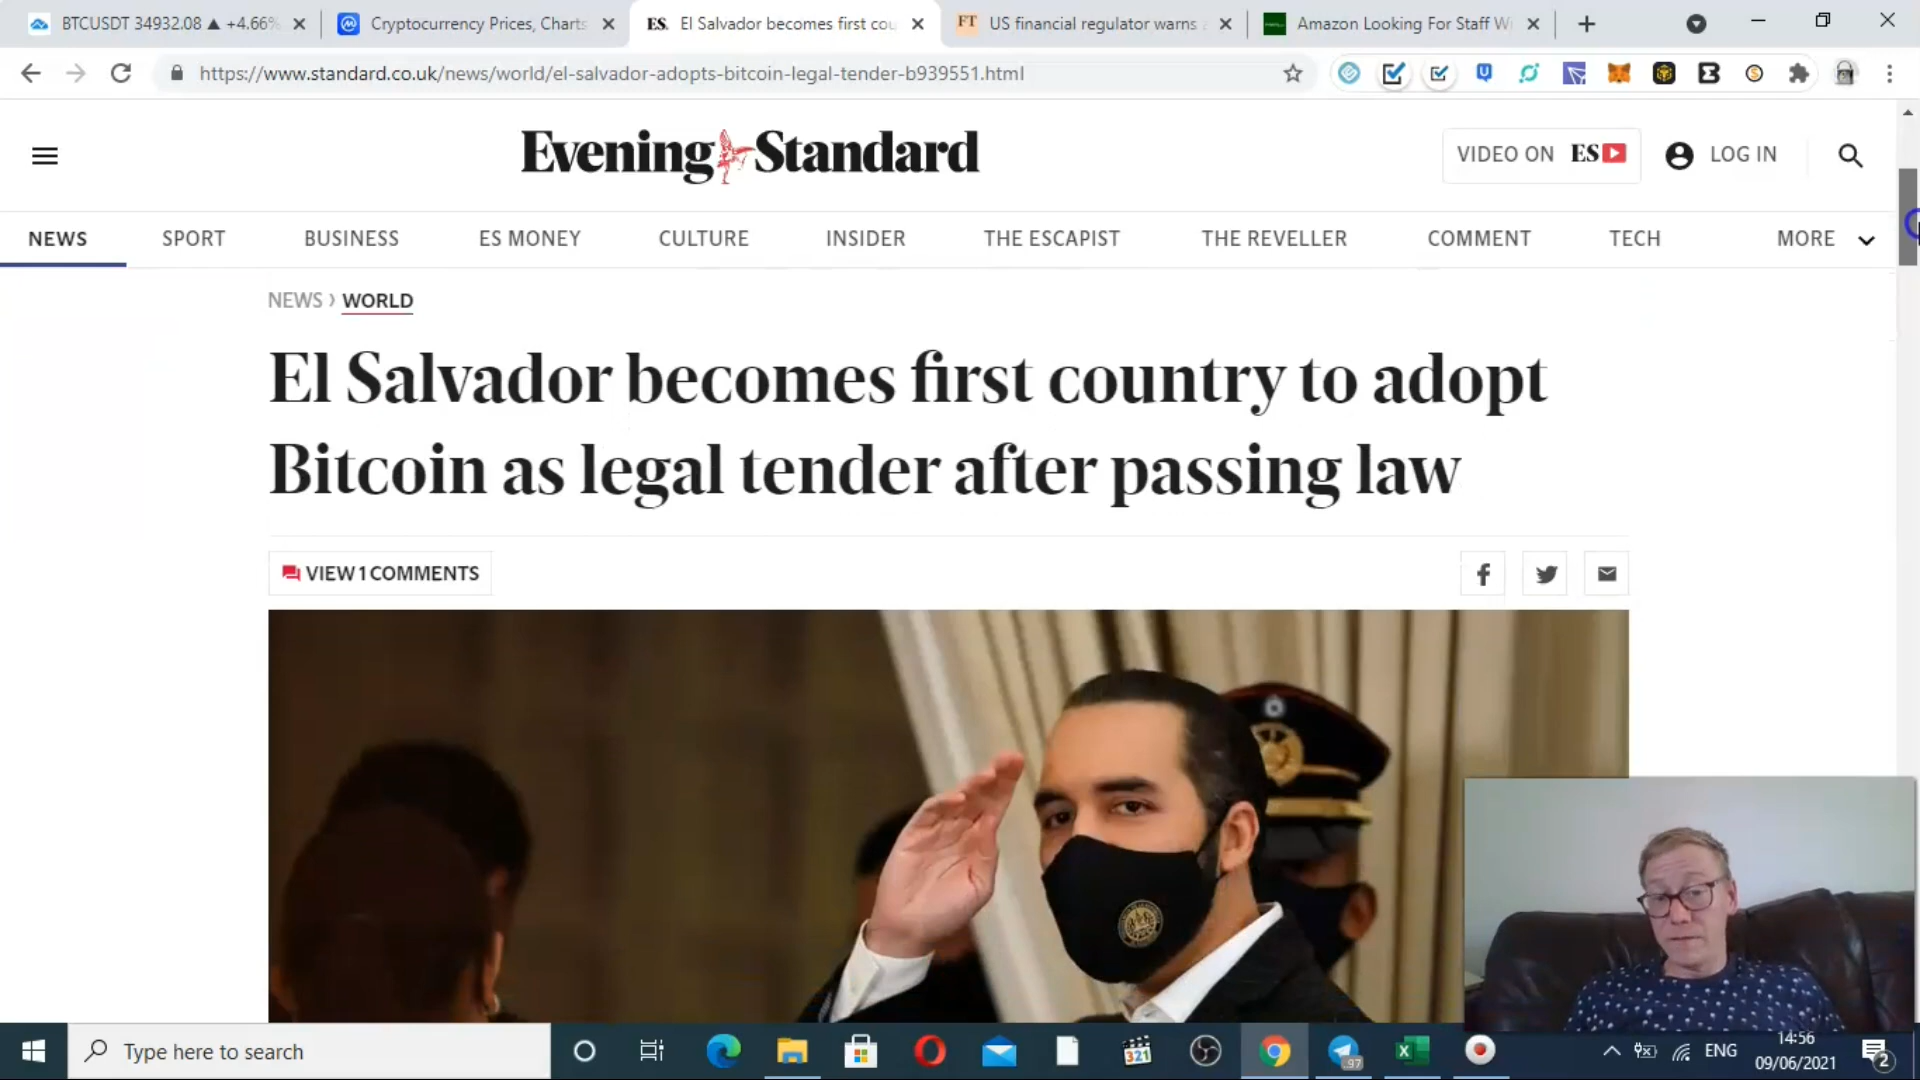 BTCUSDT 34932.08 ▲ +4.66%
Cryptocurrency Prices, Charts
ES. El Salvador becomes first cou
FT US financial regulator warns
Amazon Looking For Staff Wi
https://www.standard.co.uk/news/world/el-salvador-adopts-bitcoin-legal-tender-b939551.html
Evening Standard
VIDEO ON ES
LOG IN
NEWS SPORT BUSINESS ES MONEY CULTURE INSIDER THE ESCAPIST THE REVELLER COMMENT TECH MORE
NEWS › WORLD
El Salvador becomes first country to adopt
Bitcoin as legal tender after passing law
VIEW 1 COMMENTS
Type here to search
321
97
ENG
14:56
09/06/2021
2